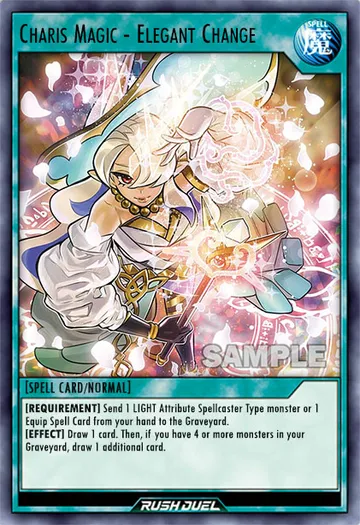 Charis Magic - Elegant Change
SPELL
魔
SAMPLE
[SPELL CARD/NORMAL]
[REQUIREMENT] Send 1 LIGHT Attribute Spellcaster Type monster or 1
Equip Spell Card from your hand to the Graveyard.
[EFFECT] Draw 1 card. Then, if you have 4 or more monsters in your
Graveyard, draw 1 additional card.
RUSH DUEL